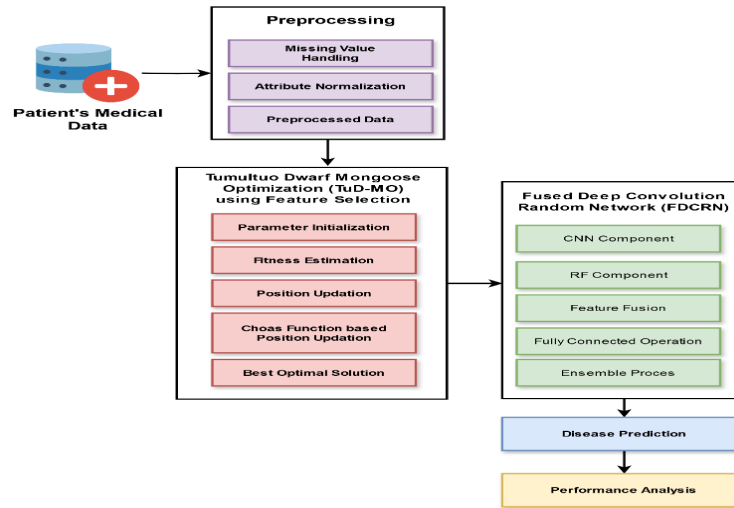 Preprocessing
Missing Value
Handling
Attribute Normalization
Preprocessed Data
Patient's Medical
Data
Tumultuo Dwarf Mongoose
Optimization (TuD-MO)
using Feature Selection
Parameter Initialization
Fitness Estimation
Position Updation
Choas Function based
Position Updation
Best Optimal Solution
Fused Deep Convolution
Random Network (FDCRN)
CNN Component
RF Component
Feature Fusion
Fully Connected Operation
Ensemble Proces
Disease Prediction
Performance Analysis